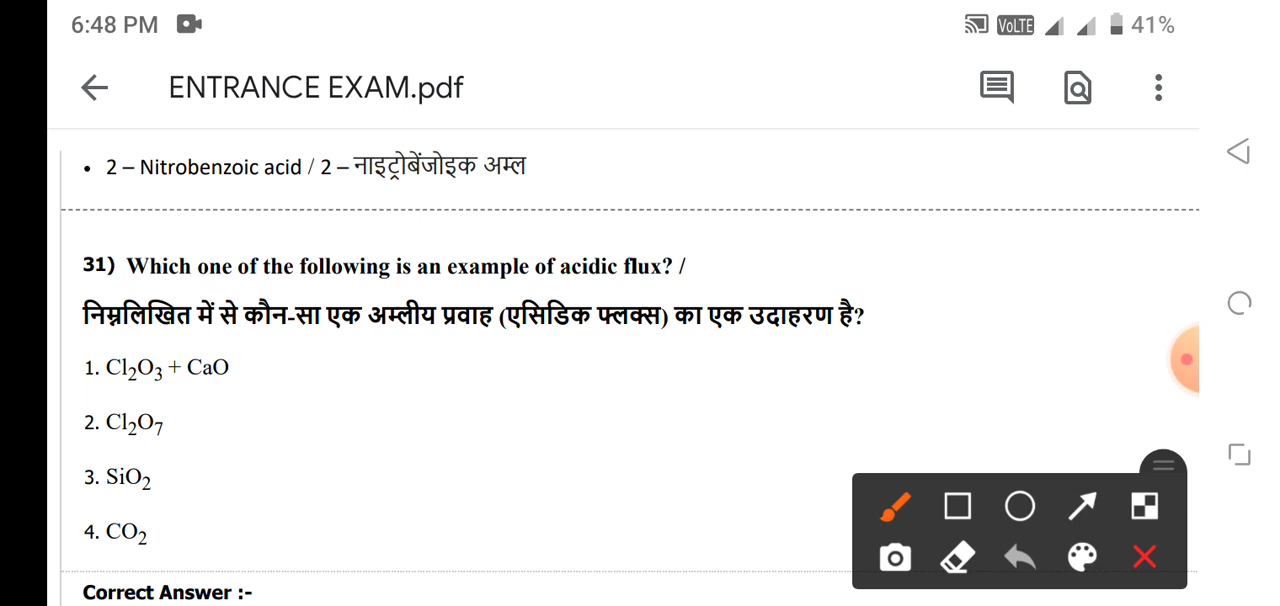 6:48 PM
VoLTE 41%
ENTRANCE EXAM.pdf
• 2 – Nitrobenzoic acid / 2 – नाइट्रोबेंजोइक अम्ल
31) Which one of the following is an example of acidic flux? /
निम्नलिखित में से कौन-सा एक अम्लीय प्रवाह (एसिडिक फ्लक्स) का एक उदाहरण है?
1. Cl₂O₃ + CaO
2. Cl₂O₇
3. SiO₂
4. CO₂
Correct Answer :-